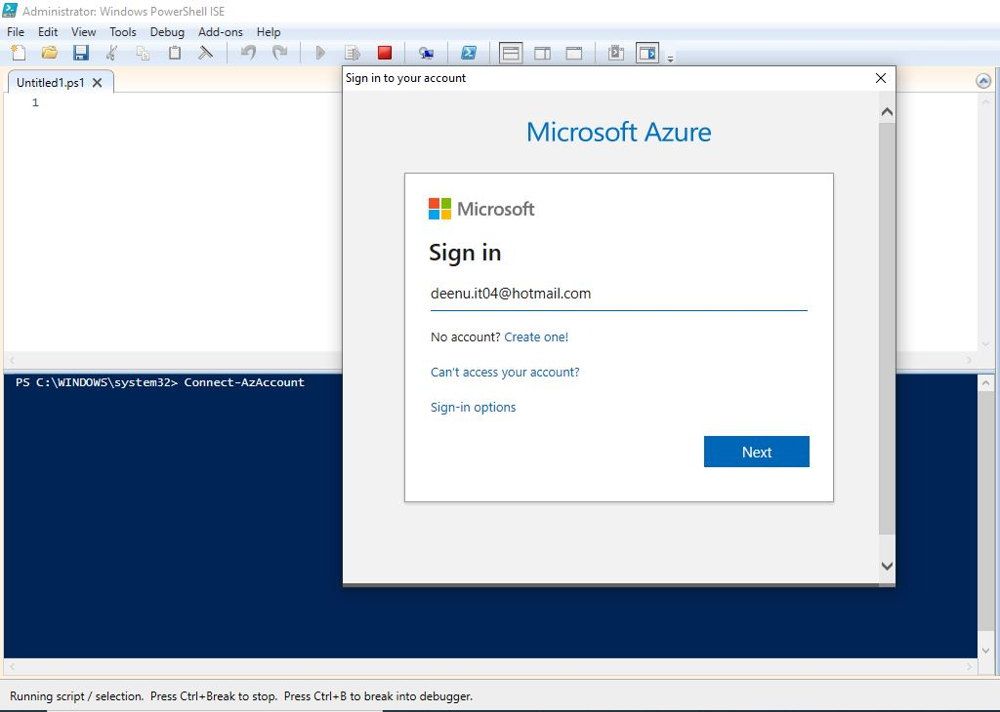 Administrator: Windows PowerShell ISE
File Edit View Tools Debug Add-ons Help
Untitled1.ps1
1
Sign in to your account
Microsoft Azure
Microsoft
Sign in
deenu.it04@hotmail.com
No account? Create one!
Can't access your account?
Sign-in options
Next
PS C:\WINDOWS\system32> Connect-AzAccount
Running script / selection. Press Ctrl+Break to stop. Press Ctrl+B to break into debugger.